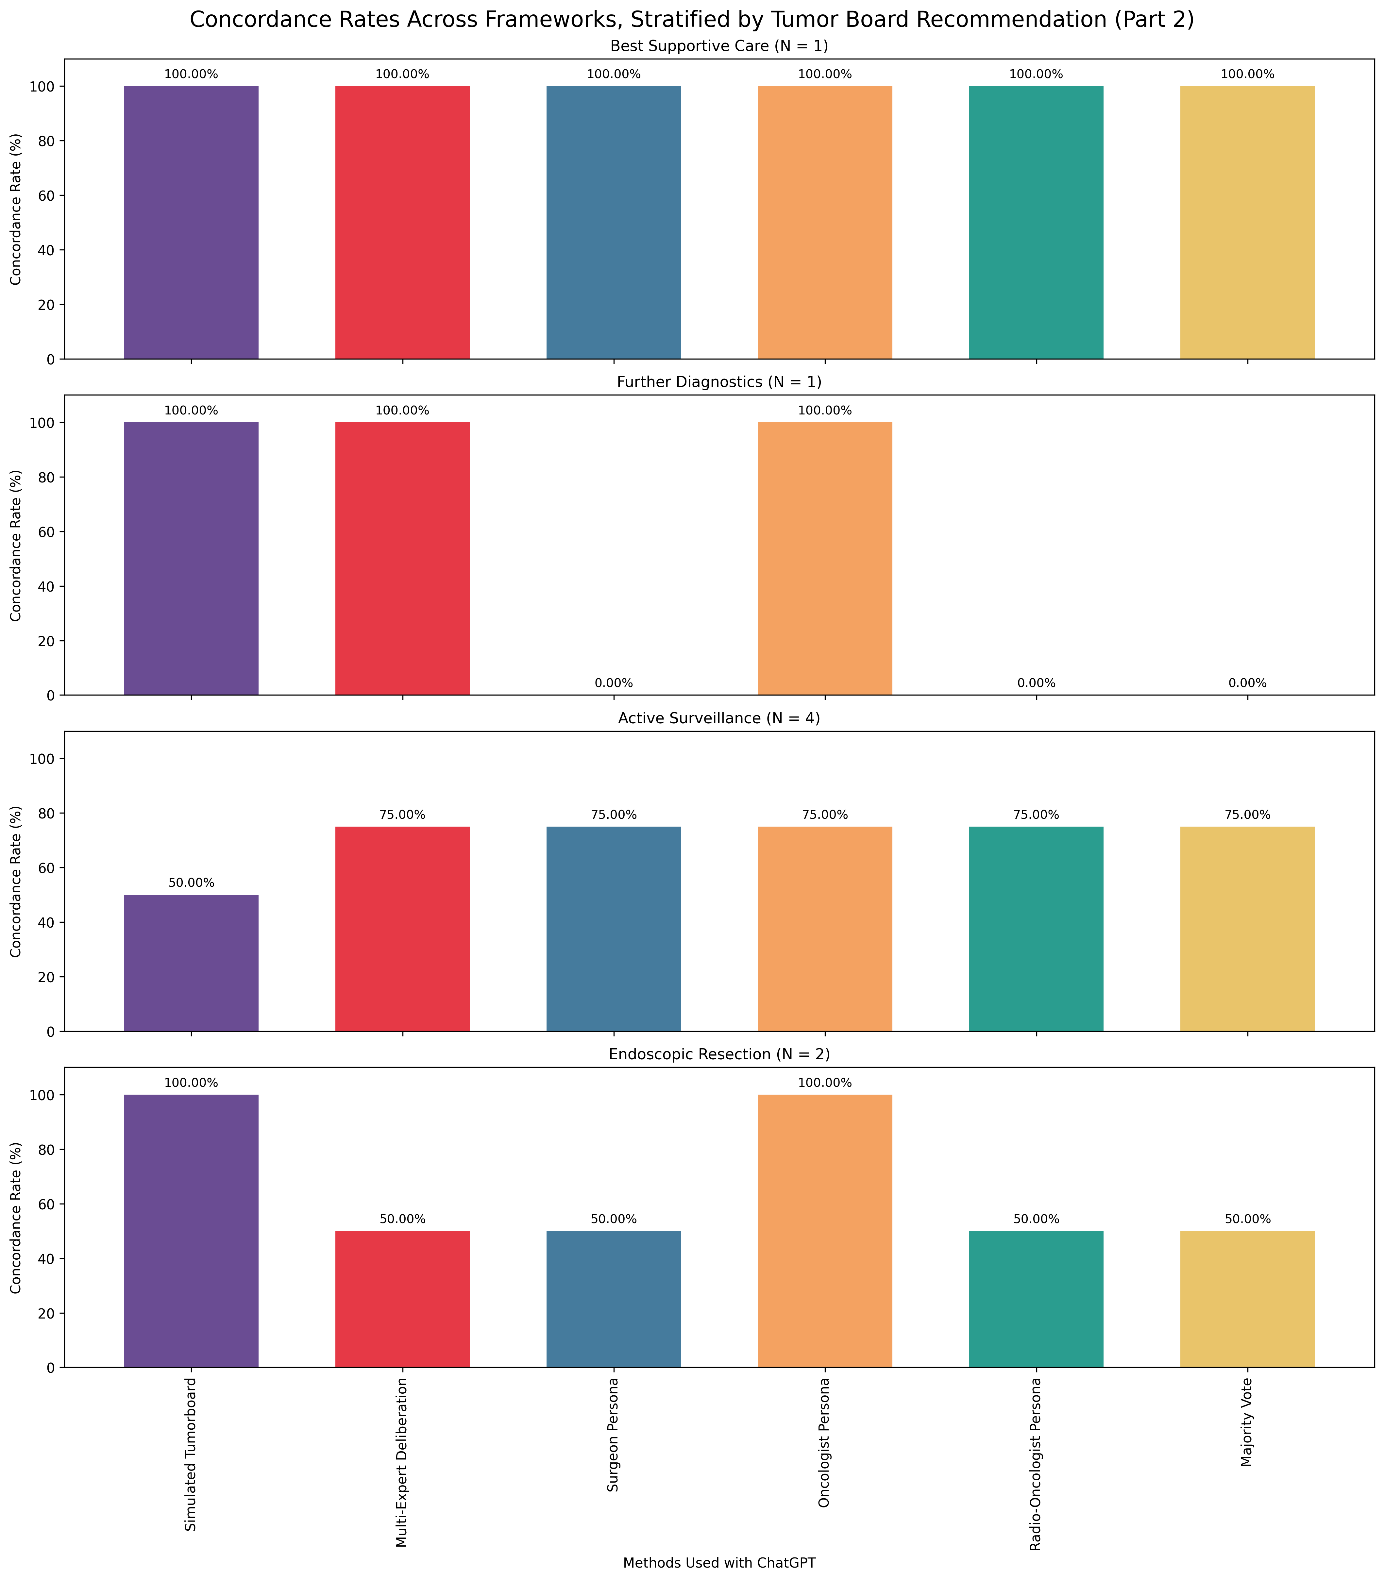 Concordance Rates Across Frameworks, Stratified by Tumor Board Recommendation (Part 2)
Best Supportive Care (N = 1)
Concordance Rate (%)
100
80
60
40
20
0
100.00% 100.00% 100.00% 100.00% 100.00% 100.00%
Further Diagnostics (N = 1)
Concordance Rate (%)
100
80
60
40
20
0
100.00% 100.00% 0.00% 100.00% 0.00% 0.00%
Active Surveillance (N = 4)
Concordance Rate (%)
100
80
60
40
20
0
50.00% 75.00% 75.00% 75.00% 75.00% 75.00%
Endoscopic Resection (N = 2)
Concordance Rate (%)
100
80
60
40
20
0
100.00% 50.00% 50.00% 100.00% 50.00% 50.00%
Simulated Tumorboard
Multi-Expert Deliberation
Surgeon Persona
Oncologist Persona
Radio-Oncologist Persona
Majority Vote
Methods Used with ChatGPT